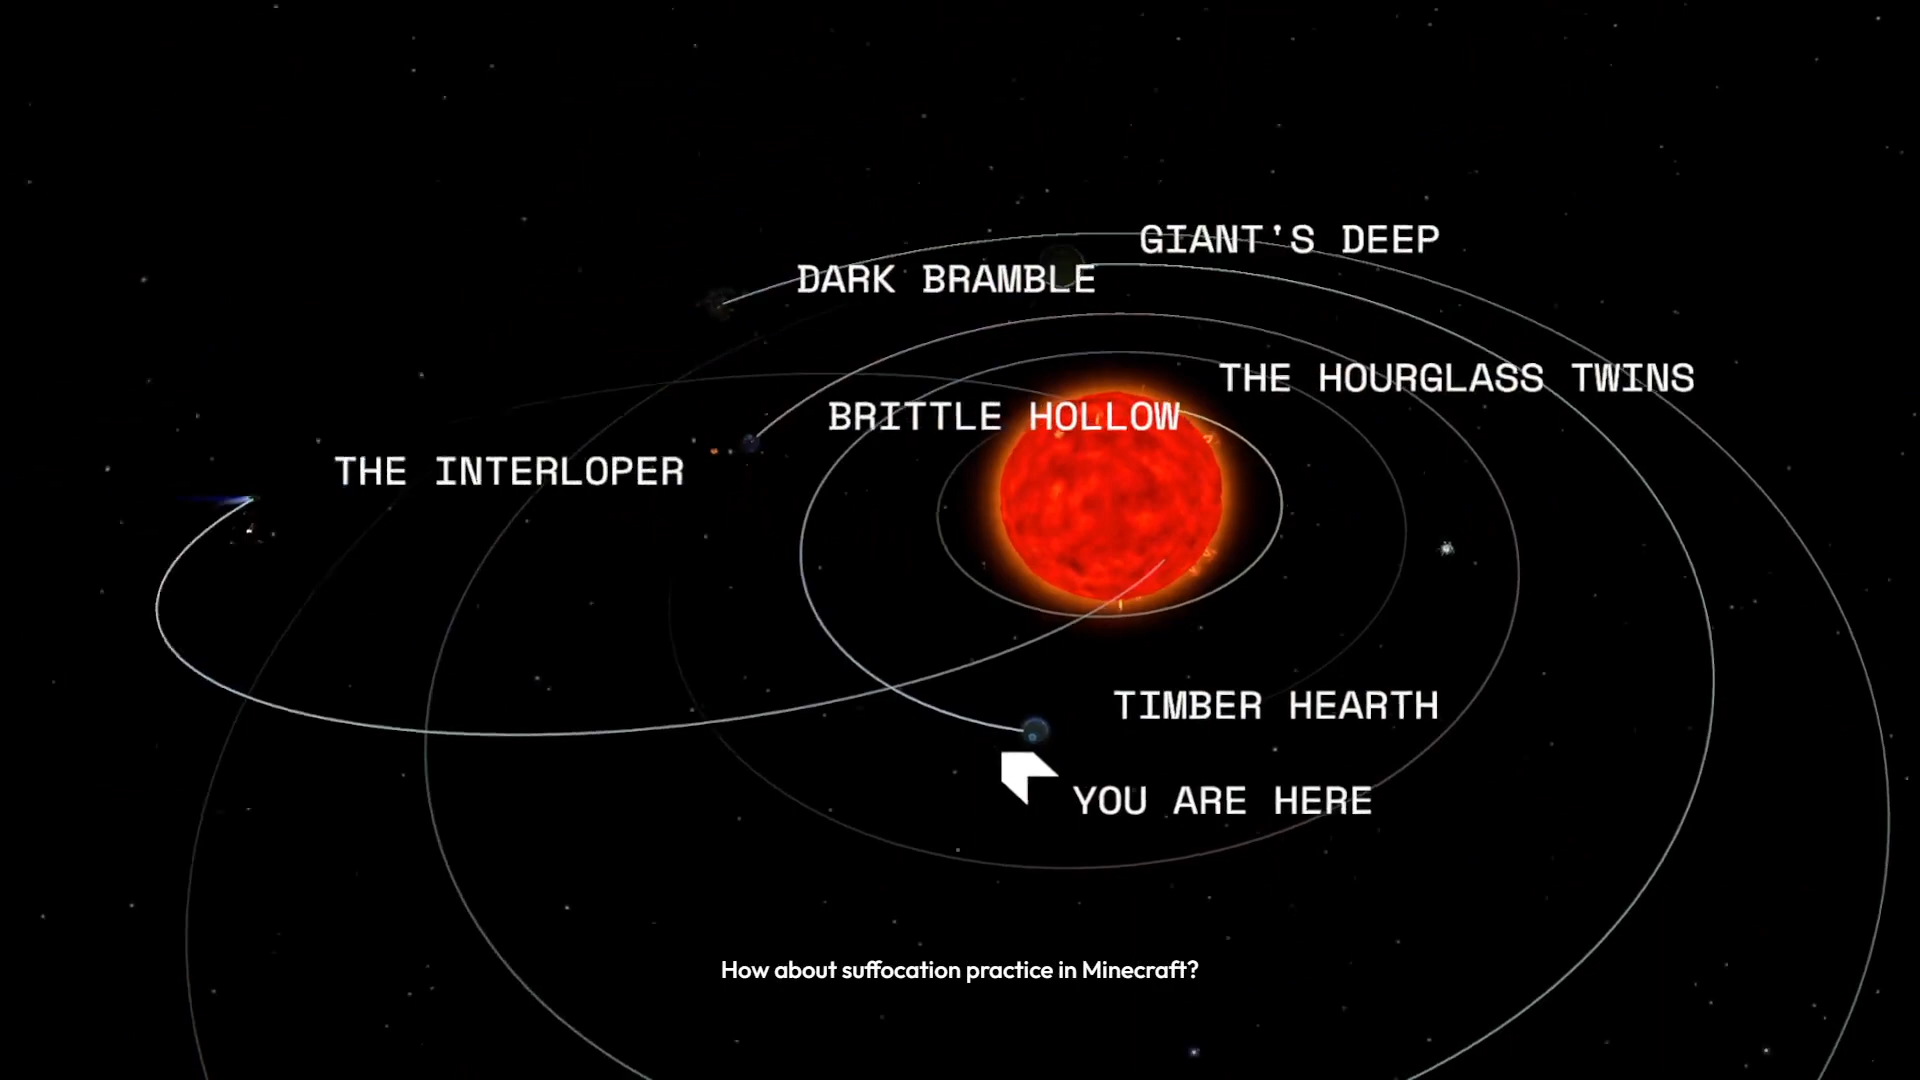 GIANT'S DEEP
DARK BRAMBLE
THE HOURGLASS TWINS
BRITTLE HOLLOW
THE INTERLOPER
TIMBER HEARTH
YOU ARE HERE
How about suffocation practice in Minecraft?